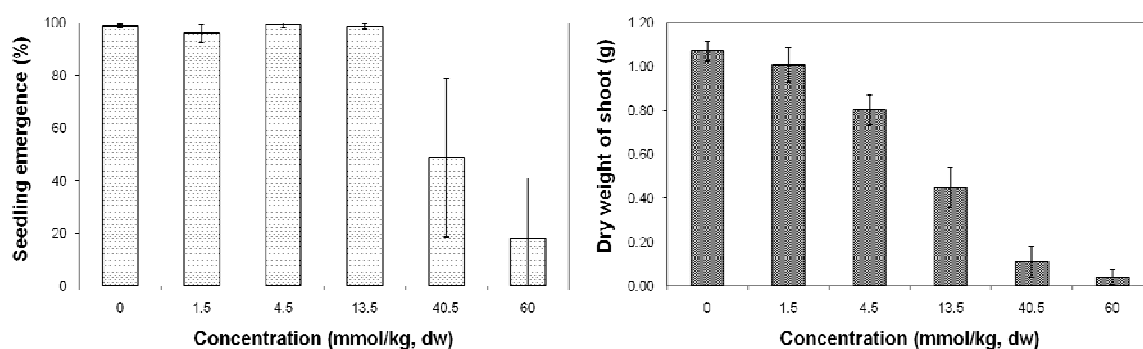 Seedling emergence (%)
100
80
60
40
20
0
0 1.5 4.5 13.5 40.5 60
Concentration (mmol/kg, dw)
Dry weight of shoot (g)
1.20
1.00
0.80
0.60
0.40
0.20
0.00
0 1.5 4.5 13.5 40.5 60
Concentration (mmol/kg, dw)